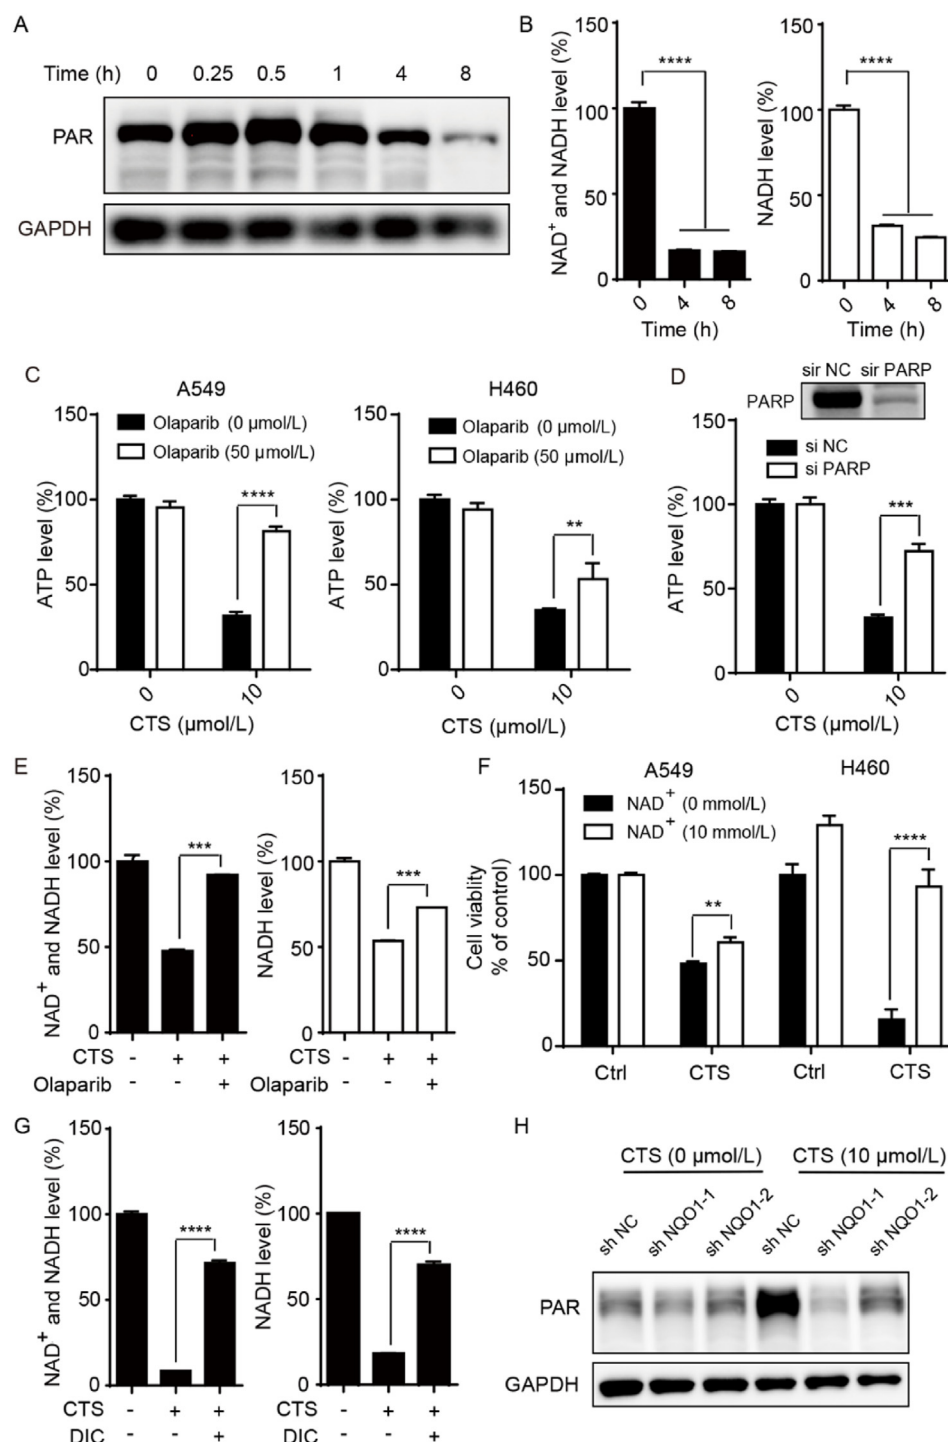 A
Time (h) 0 0.25 0.5 1 4 8
PAR
GAPDH
B
NAD+ and NADH level (%)
150
100
50
0
****
0 4 8
Time (h)
NADH level (%)
150
100
50
0
****
0 4 8
Time (h)
C
A549
ATP level (%)
150
100
50
0
Olaparib (0 µmol/L)
Olaparib (50 µmol/L)
****
0 10
CTS (µmol/L)
H460
ATP level (%)
150
100
50
0
Olaparib (0 µmol/L)
Olaparib (50 µmol/L)
**
0 10
CTS (µmol/L)
D
sir NC sir PARP
PARP
ATP level (%)
150
100
50
0
si NC
si PARP
***
0 10
CTS (µmol/L)
E
NAD+ and NADH level (%)
150
100
50
0
***
CTS - + +
Olaparib - - +
NADH level (%)
150
100
50
0
***
CTS - + +
Olaparib - - +
F
A549 H460
Cell viablity
% of control)
150
100
50
0
NAD+ (0 mmol/L)
NAD+ (10 mmol/L)
**
****
Ctrl CTS Ctrl CTS
G
NAD+ and NADH level (%)
150
100
50
0
****
CTS - + +
DIC - - +
NADH level (%)
150
100
50
0
****
CTS - + +
DIC - - +
H
CTS (0 µmol/L) CTS (10 µmol/L)
sh NC sh NQO1-1 sh NQO1-2 sh NC sh NQO1-1 sh NQO1-2
PAR
GAPDH